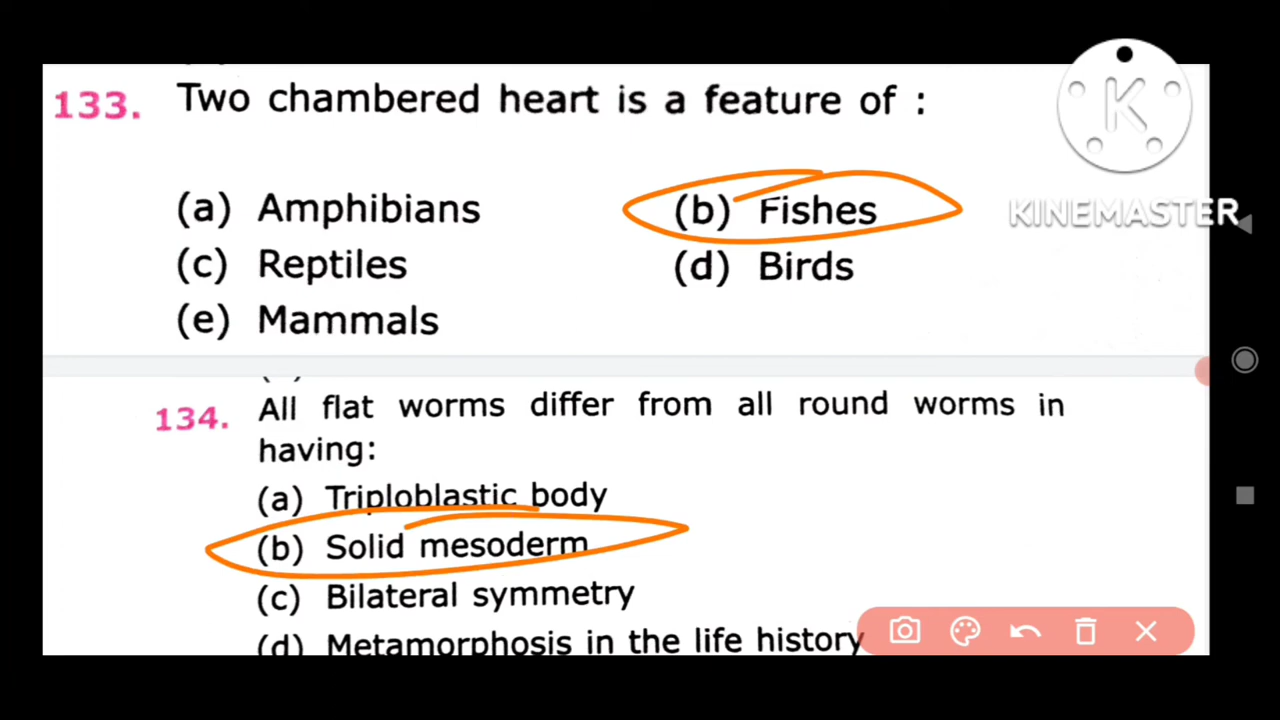 133. Two chambered heart is a feature of :
(a) Amphibians (b) Fishes
(c) Reptiles (d) Birds
(e) Mammals
134. All flat worms differ from all round worms in
having:
(a) Triploblastic body
(b) Solid mesoderm
(c) Bilateral symmetry
(d) Metamorphosis in the life history
K
KINEMASTER